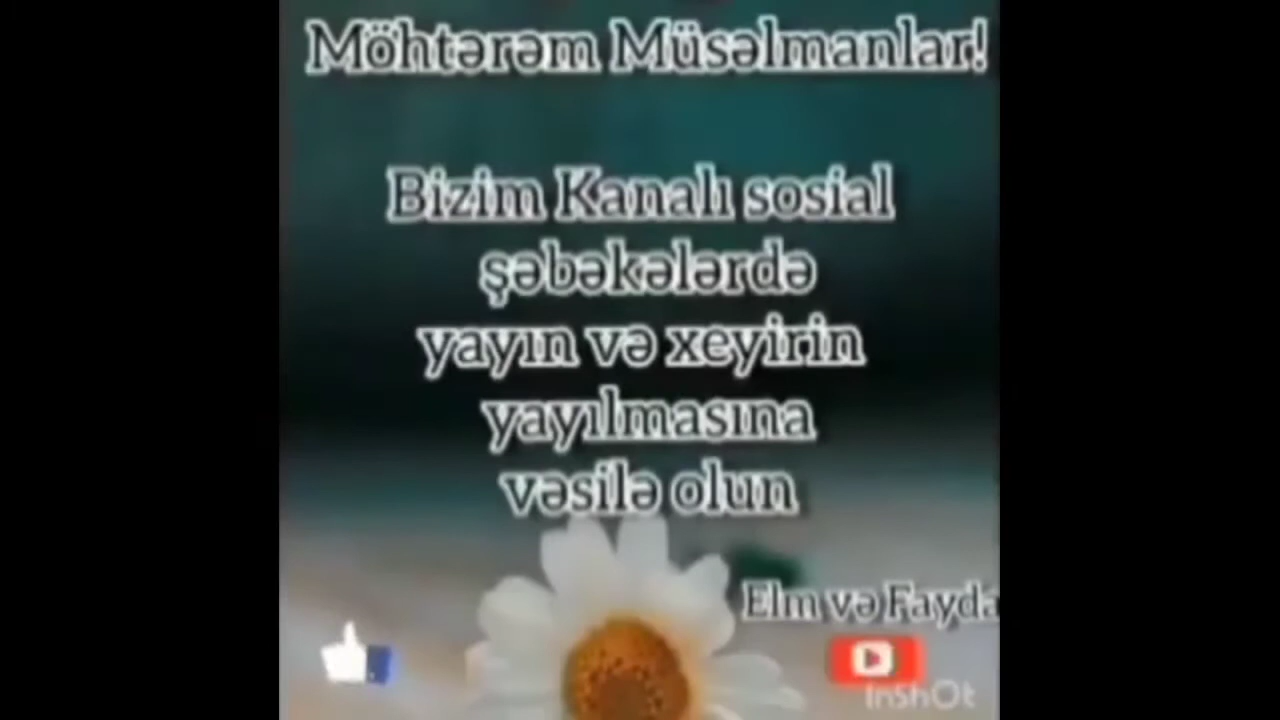 Möhtərəm Müsəlmanlar!
Bizim Kanalı sosial
şəbəkələrdə
yayın və xeyirin
yayılmasına
vəsilə olun
Elm və Fayda
InShOt